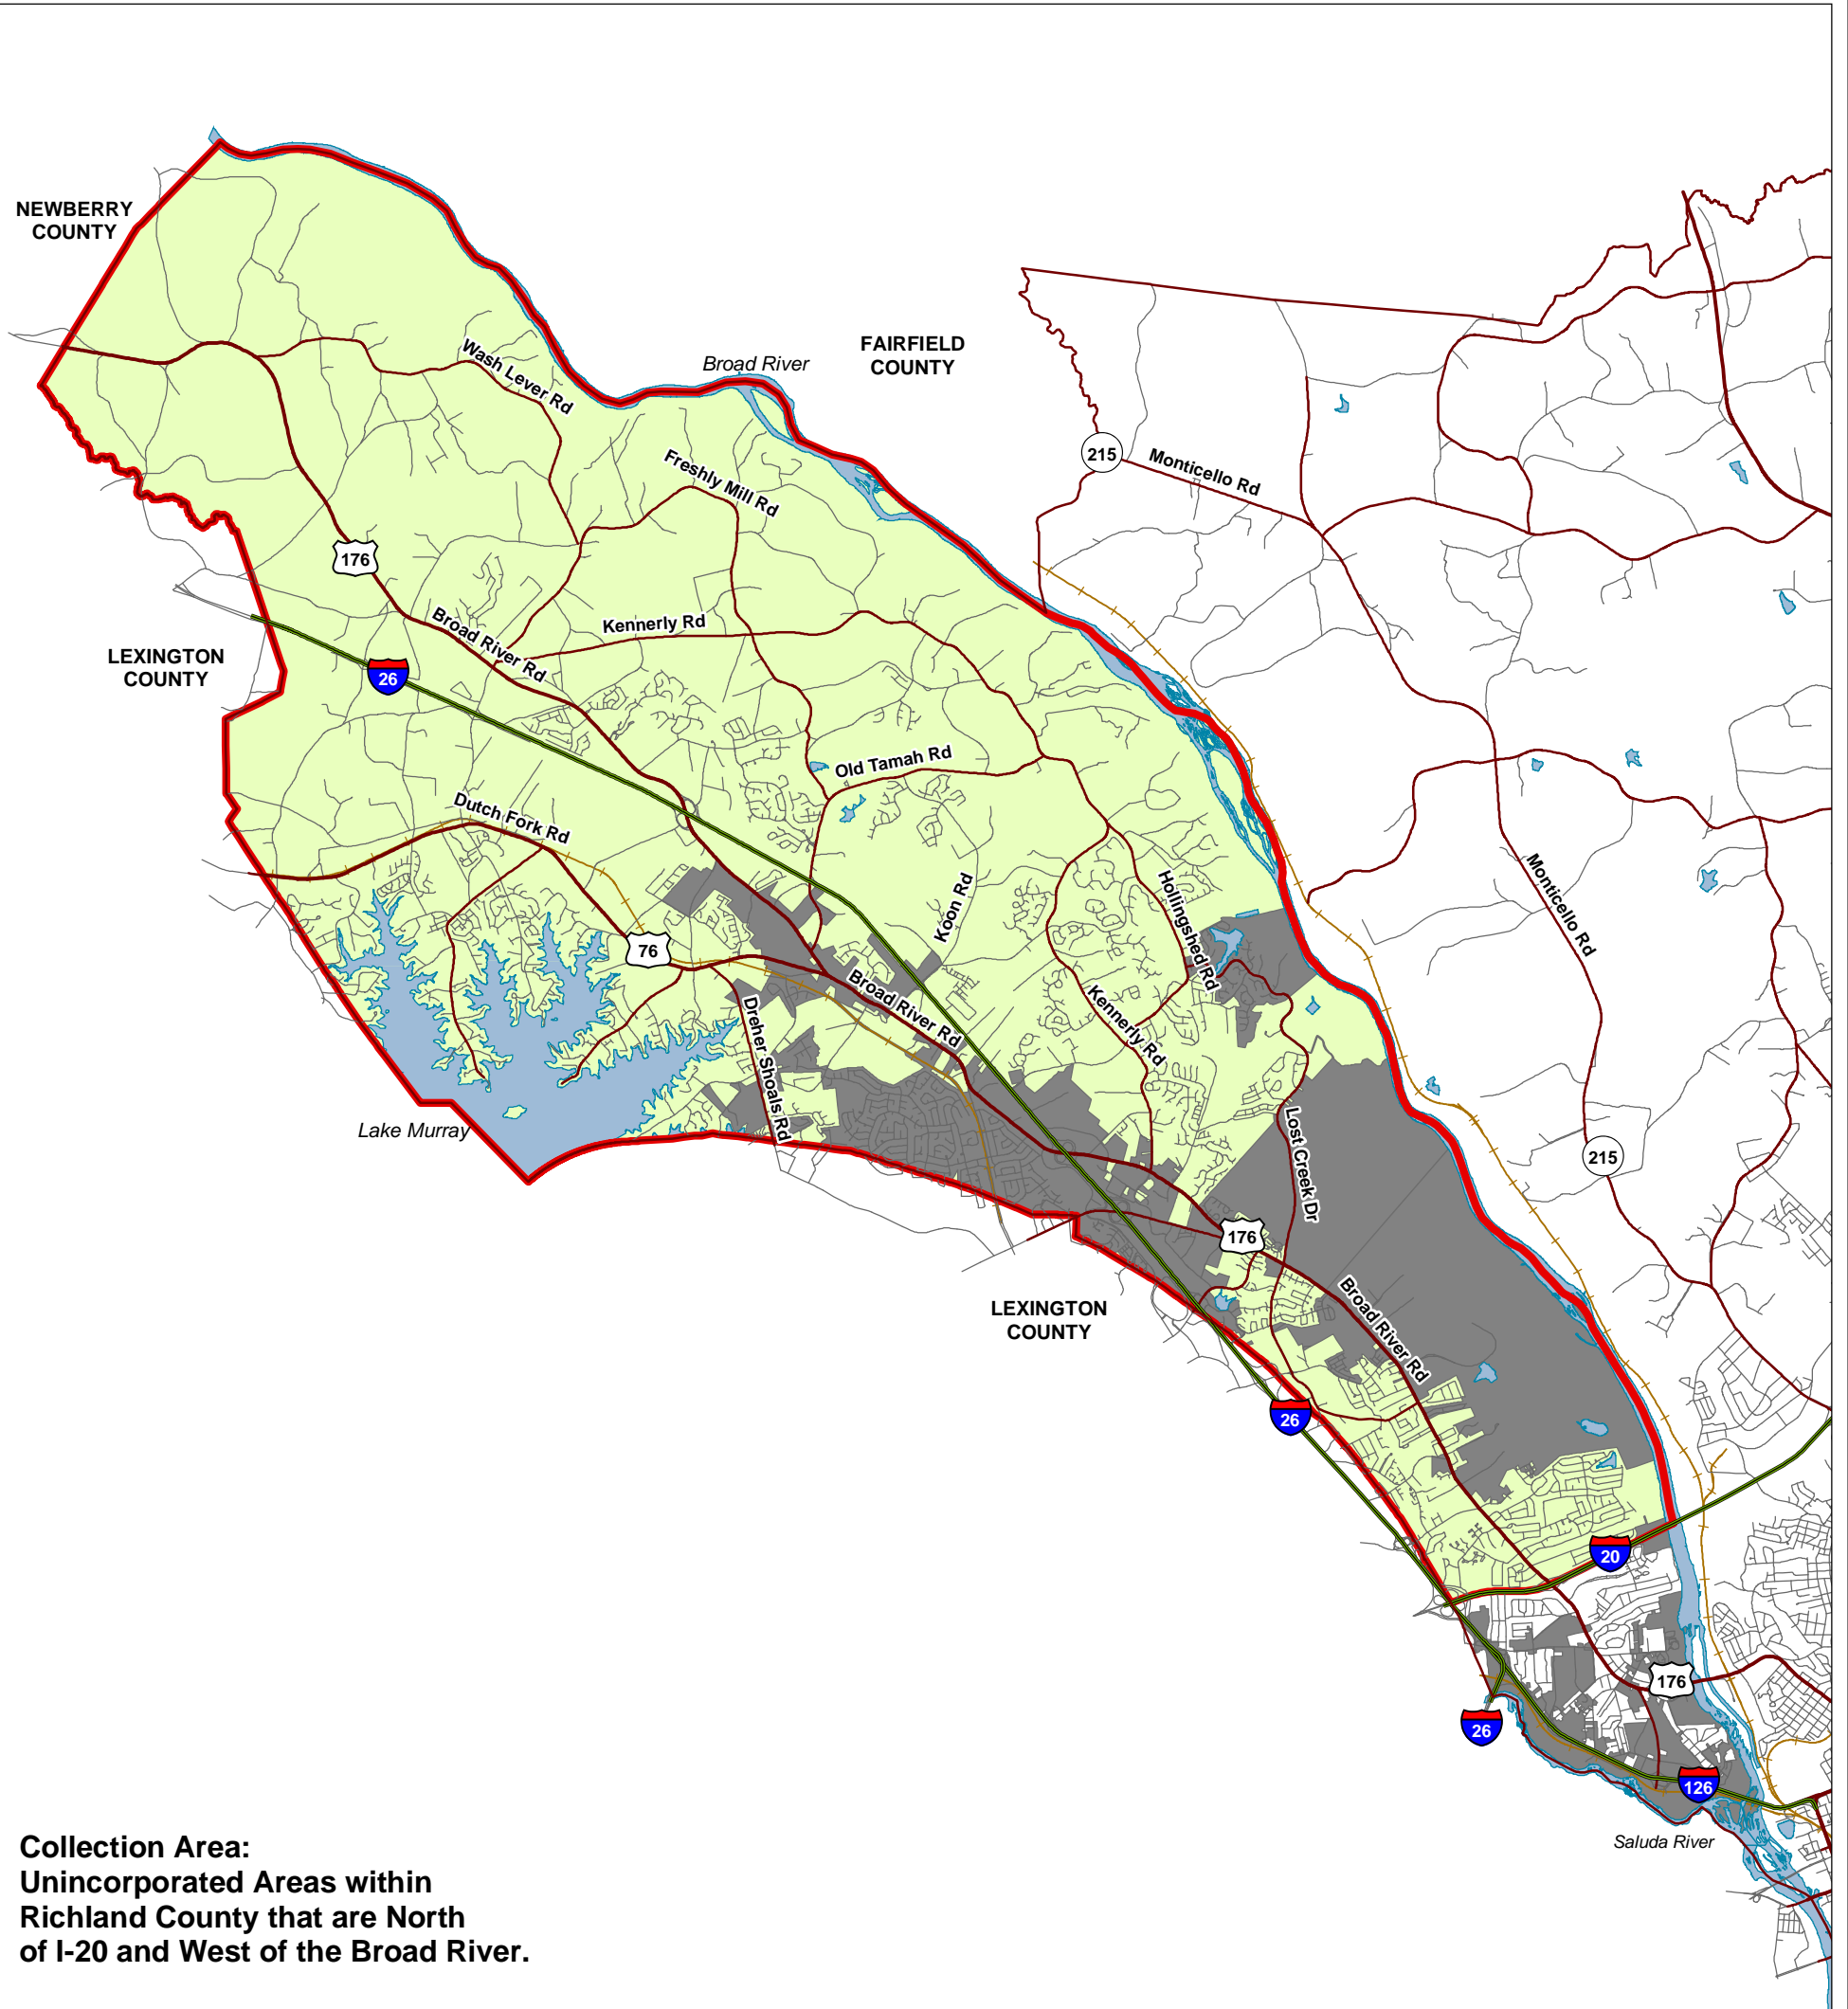 NEWBERRY
COUNTY
FAIRFIELD
COUNTY
Broad River
Wash Lever Rd
215
Monticello Rd
Freshly Mill Rd
176
Broad River Rd
Kennerly Rd
LEXINGTON
COUNTY
26
Old Tamah Rd
Dutch Fork Rd
Koon Rd
Hollingshed Rd
Monticello Rd
76
Broad River Rd
Kennerly Rd
Dreher Shoals Rd
Lake Murray
Lost Creek Dr
215
176
LEXINGTON
COUNTY
Broad River Rd
26
20
176
26
126
Saluda River
Collection Area:
Unincorporated Areas within
Richland County that are North
of I-20 and West of the Broad River.